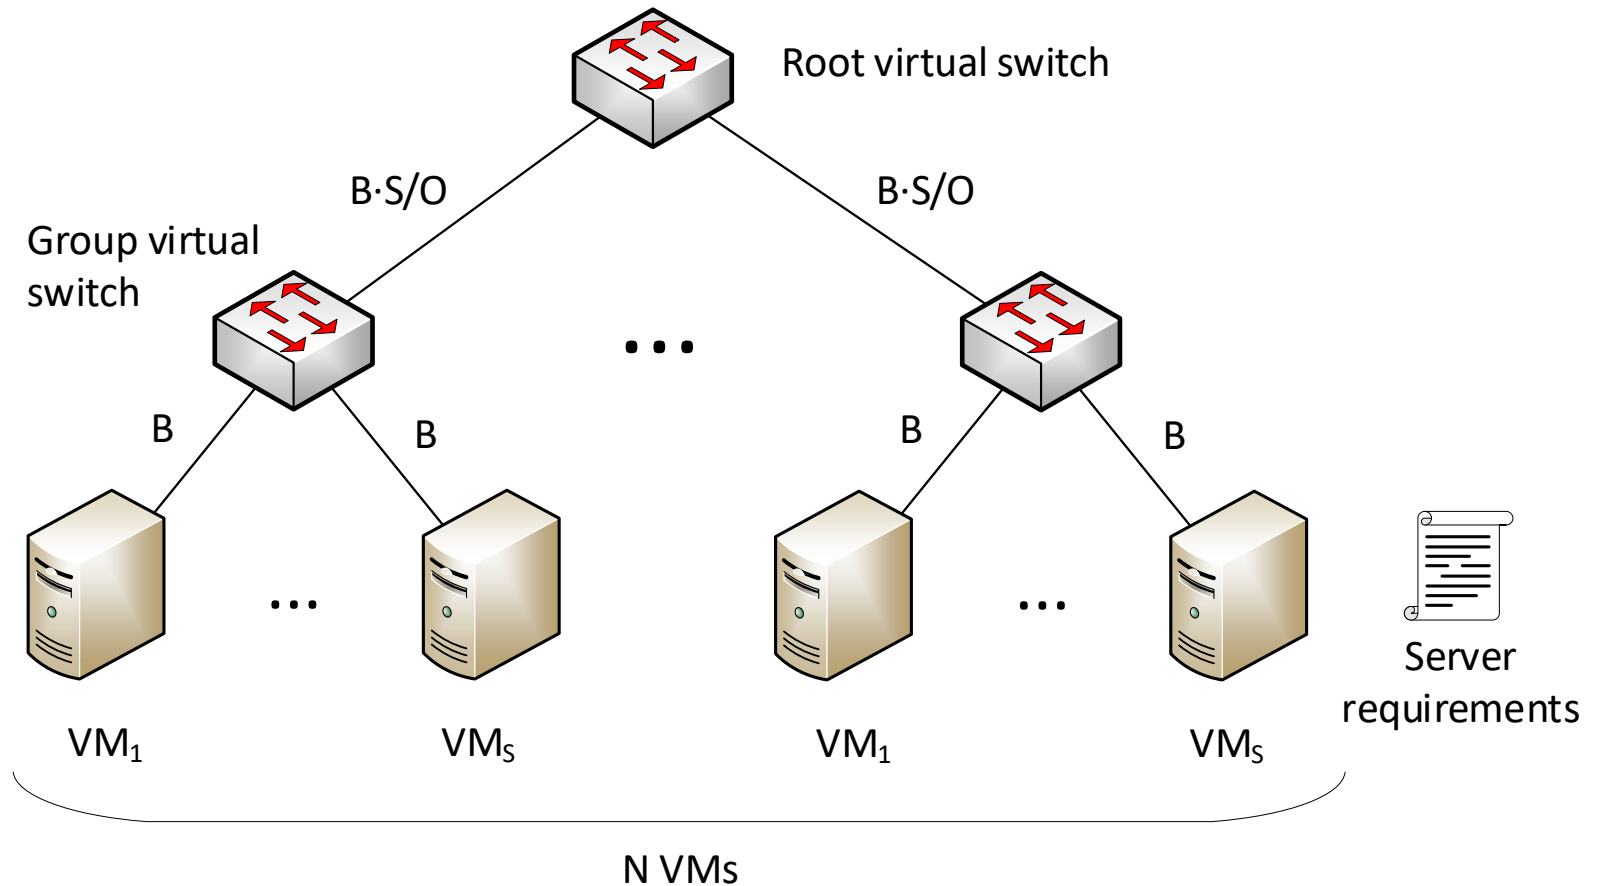 Root virtual switch
B·S/O
B·S/O
Group virtual
switch
B
B
B
B
Server
requirements
VM₁
VMₛ
VM₁
VMₛ
N VMs